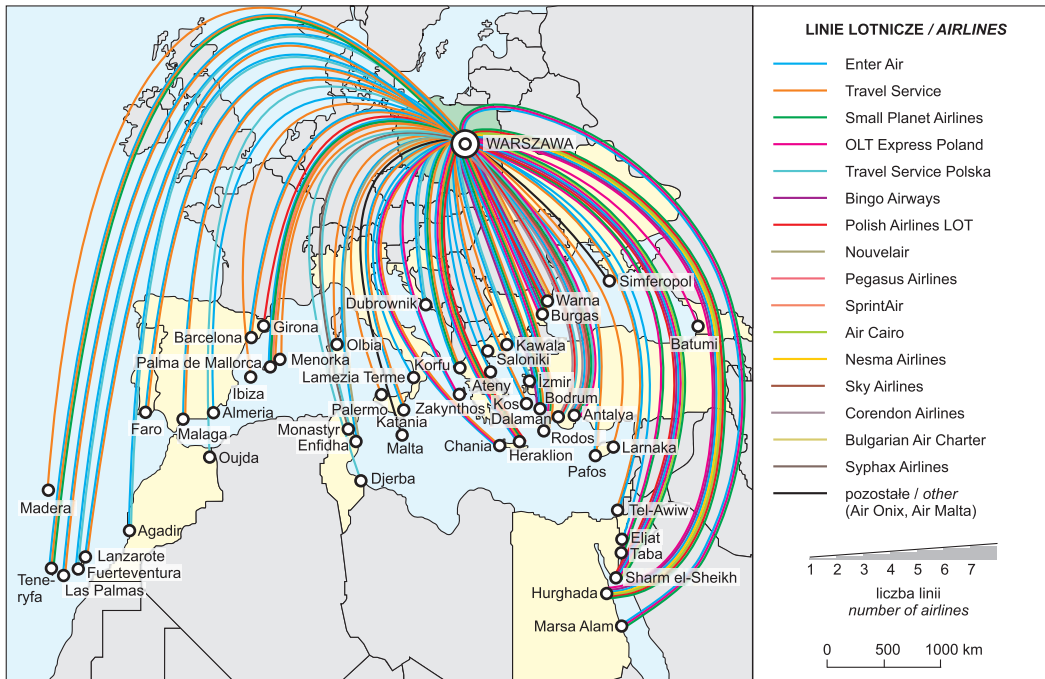 WARSZAWA
Simferopol
Warna
Burgas
Batumi
Dubrownik
Girona
Barcelona
Olbia
Kawala
Saloniki
Menorka
Palma de Mallorca
Korfu
Lamezia Terme
Ateny
Izmir
Ibiza
Bodrum
Palermo
Zakynthos
Kos
Antalya
Faro
Malaga
Almeria
Katania
Dalaman
Monastyr
Enfidha
Malta
Rodos
Chania
Heraklion
Larnaka
Pafos
Oujda
Djerba
Madera
Tel-Awiw
Agadir
Eljat
Taba
Lanzarote
Fuerteventura
Tene-
ryfa
Las Palmas
Sharm el-Sheikh
Hurghada
Marsa Alam
LINIE LOTNICZE / AIRLINES
Enter Air
Travel Service
Small Planet Airlines
OLT Express Poland
Travel Service Polska
Bingo Airways
Polish Airlines LOT
Nouvelair
Pegasus Airlines
SprintAir
Air Cairo
Nesma Airlines
Sky Airlines
Corendon Airlines
Bulgarian Air Charter
Syphax Airlines
pozostałe / other
(Air Onix, Air Malta)
1 2 3 4 5 6 7
liczba linii
number of airlines
0 500 1000 km